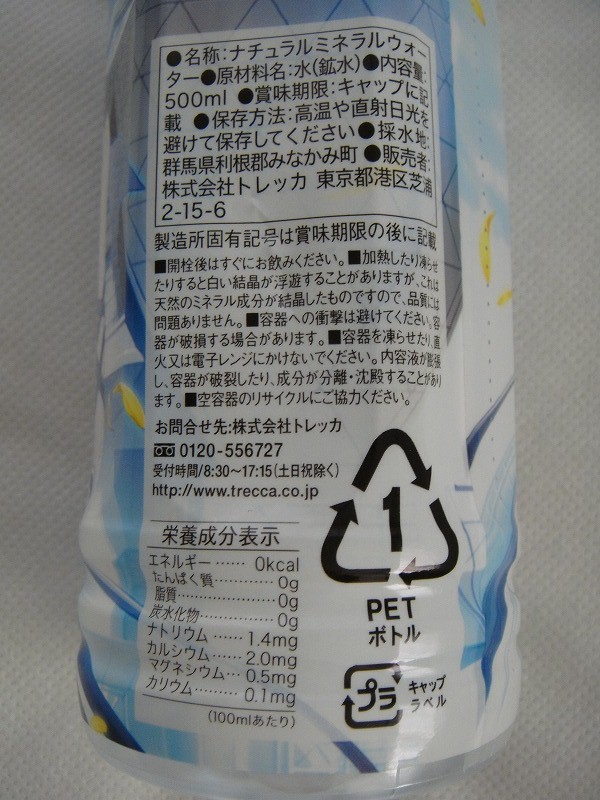 ●名称:ナチュラルミネラルウォー
ター●原材料名:水(鉱水)●内容量:
500ml ●賞味期限:キャップに記
載 ●保存方法:高温や直射日光を
避けて保存してください●採水地:
群馬県利根郡みなかみ町●販売者:
株式会社トレッカ 東京都港区芝浦
2-15-6
製造所固有記号は賞味期限の後に記載
■開栓後はすぐにお飲みください。■加熱したり凍らせ
たりすると白い結晶が浮遊することがありますが、これは
天然のミネラル成分が結晶したものですので、品質には
問題ありません。■容器への衝撃は避けてください。容
器が破損する場合があります。■容器を凍らせたり、直
火又は電子レンジにかけないでください。内容液が膨張
し、容器が破裂したり、成分が分離・沈殿することがあり
ます。■空容器のリサイクルにご協力ください。
お問合せ先:株式会社トレッカ
0120-556727
受付時間/8:30〜17:15(土日祝除く)
http://www.trecca.co.jp
栄養成分表示
エネルギー…… 0kcal
たんぱく質………… 0g
脂質………………… 0g
炭水化物…………… 0g
ナトリウム…… 1.4mg
カルシウム…… 2.0mg
マグネシウム… 0.5mg
カリウム……… 0.1mg
(100mlあたり)
1
PET
ボトル
プラ
キャップ
ラベル